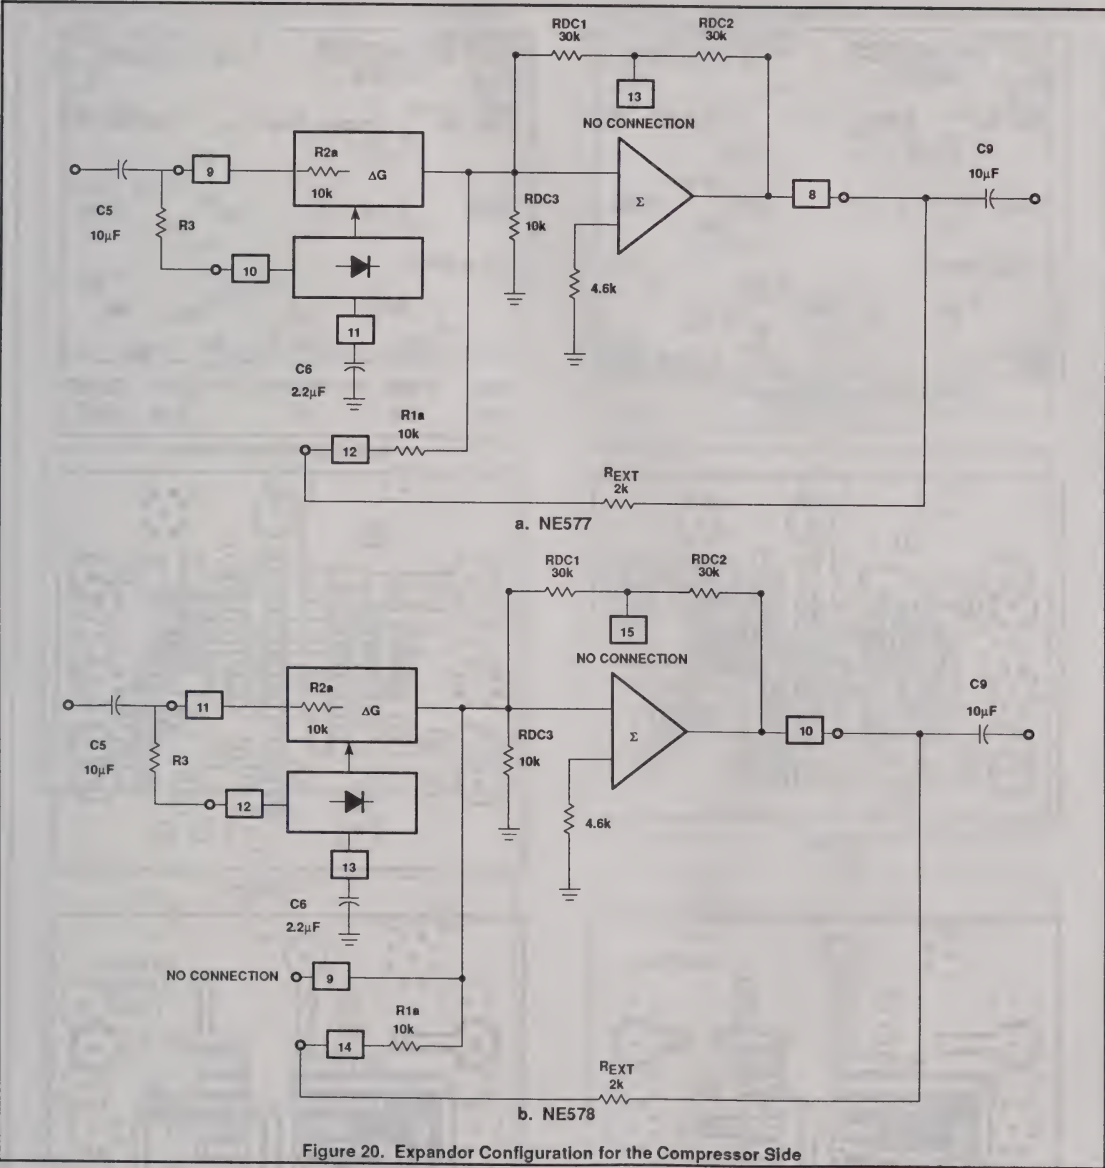 RDC1
30k
RDC2
30k
13
NO CONNECTION
R2a
10k
ΔG
9
C5
10μF
R3
10
11
C6
2.2μF
RDC3
10k
Σ
4.6k
8
C9
10μF
R1a
10k
12
REXT
2k
a. NE577
RDC1
30k
RDC2
30k
15
NO CONNECTION
R2a
10k
ΔG
11
C5
10μF
R3
12
13
C6
2.2μF
RDC3
10k
Σ
4.6k
10
C9
10μF
NO CONNECTION
9
R1a
10k
14
REXT
2k
b. NE578
Figure 20. Expandor Configuration for the Compressor Side